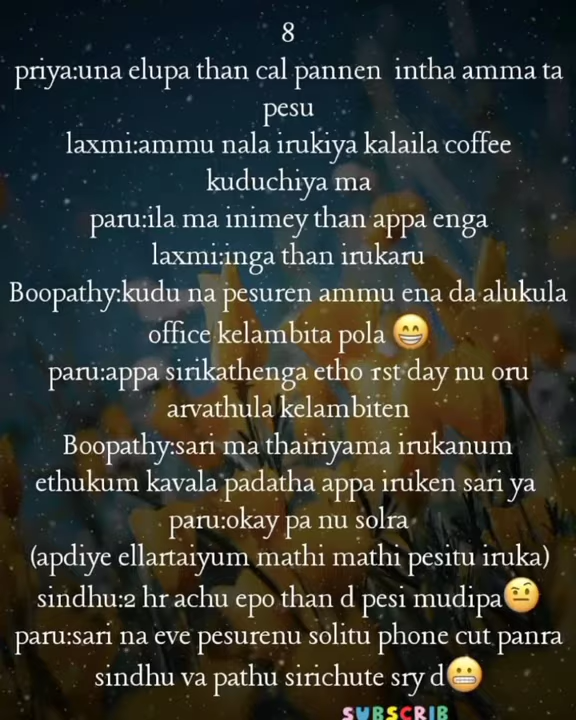 8
priya:una elupa than cal pannen intha amma ta
pesu
laxmi:ammu nala irukiya kalaila coffee
kuduchiya ma
paru:ila ma inimey than appa enga
laxmi:inga than irukaru
Boopathy:kudu na pesuren ammu ena da alukula
office kelambita pola 😁
paru:appa sirikathenga etho 1st day nu oru
arvathula kelambiten
Boopathy:sari ma thairiyama irukanum
ethukum kavala padatha appa iruken sari ya
paru:okay pa nu solra
(apdiye ellartaiyum mathi mathi pesitu iruka)
sindhu:2 hr achu epo than d pesi mudipa🤨
paru:sari na eve pesurenu solitu phone cut panra
sindhu va pathu sirichute sry d😬
SUBSCRIB